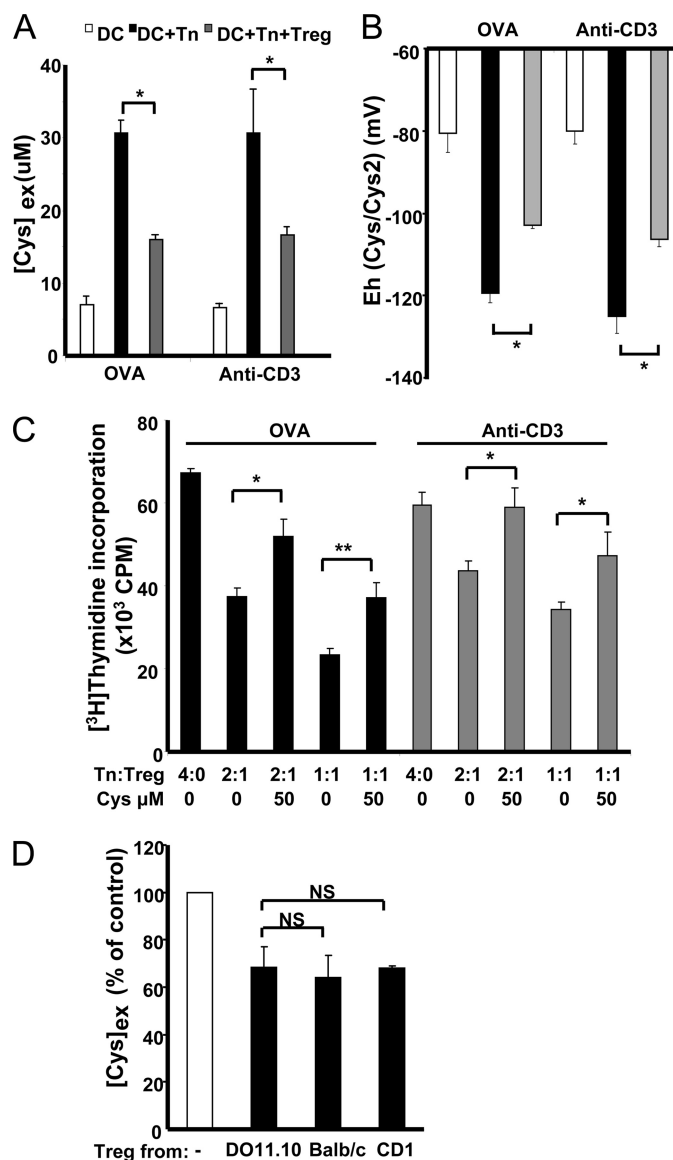 A
DC DC+Tn DC+Tn+Treg
[Cys] ex(uM)
40
30
20
10
0
*
*
OVA Anti-CD3
B
OVA Anti-CD3
Eh (Cys/Cys2) (mV)
-60
-80
-100
-120
-140
*
*
C
OVA Anti-CD3
[³H]Thymidine incorporation
(x10³ CPM)
80
60
40
20
0
*
**
*
*
Tn:Treg 4:0 2:1 2:1 1:1 1:1 4:0 2:1 2:1 1:1 1:1
Cys µM 0 0 50 0 50 0 0 50 0 50
D
[Cys]ex (% of control)
120
100
80
60
40
20
0
NS
NS
Treg from: - DO11.10 Balb/c CD1